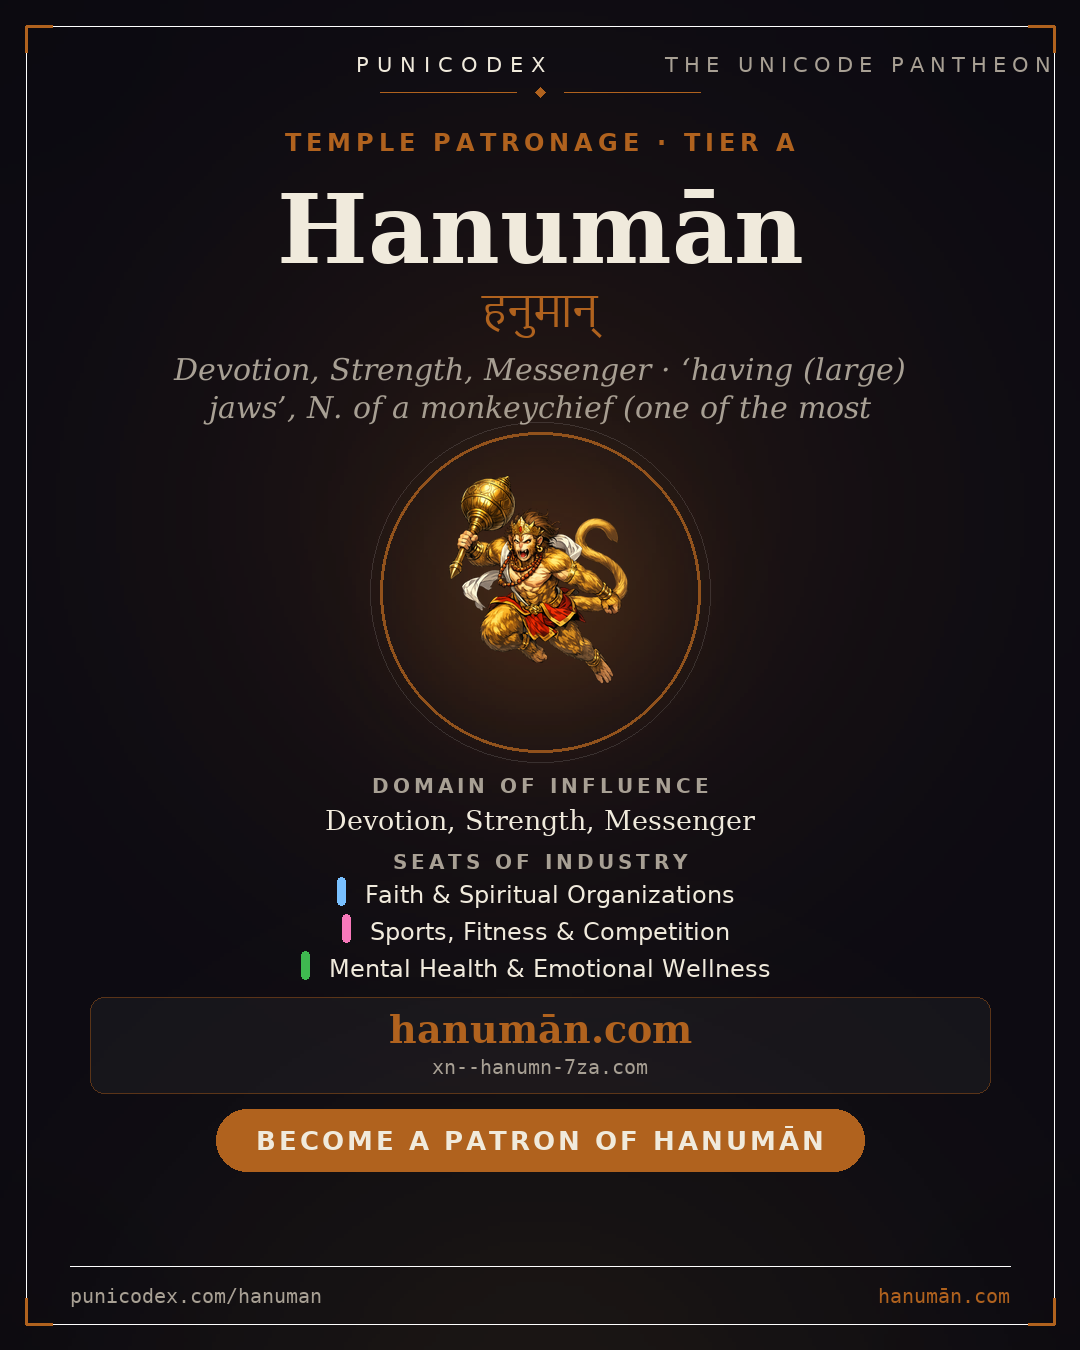 PUNICODEX THE UNICODE PANTHEON
TEMPLE PATRONAGE · TIER A
Hanumān
हनुमान्
Devotion, Strength, Messenger · ‘having (large)
jaws’, N. of a monkeychief (one of the most
DOMAIN OF INFLUENCE
Devotion, Strength, Messenger
SEATS OF INDUSTRY
Faith & Spiritual Organizations
Sports, Fitness & Competition
Mental Health & Emotional Wellness
hanumān.com
xn--hanumn-7za.com
BECOME A PATRON OF HANUMĀN
punicodex.com/hanuman hanumān.com